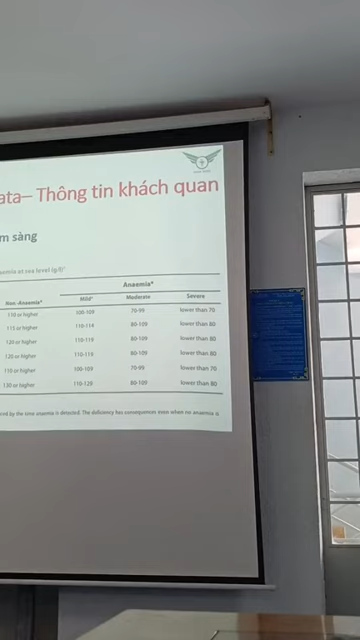 ata– Thông tin khách quan
m sàng
aemia at sea level (g/l)
Anaemia
Non -Anaemia Mild Moderate Severe
110 or higher 100-109 70-99 lower than 70
115 or higher 110-114 80-109 lower than 80
120 or higher 110-119 80-109 lower than 80
120 or higher 110-119 80-109 lower than 80
110 or higher 100-109 70-99 lower than 70
130 or higher 110-129 80-109 lower than 80
by the time anaemia is detected. The deficiency has consequences even when no anaemia